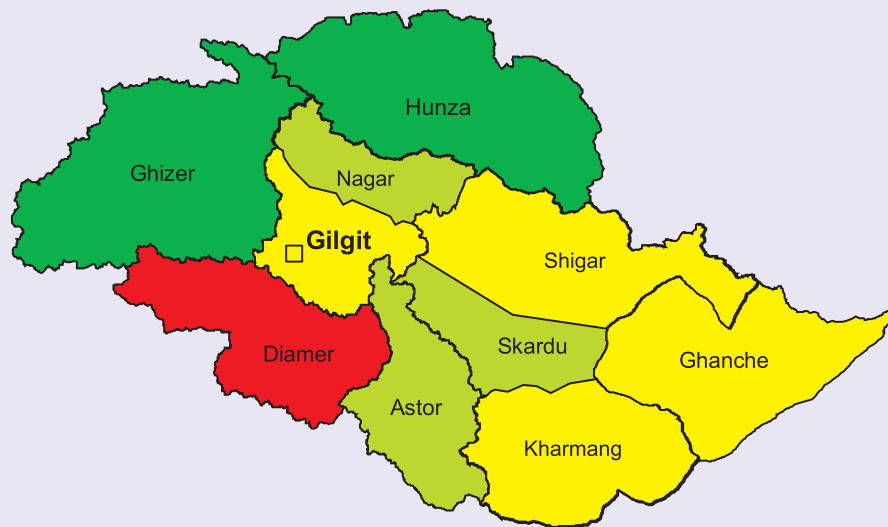 Hunza
Ghizer
Nagar
Gilgit
Shigar
Skardu
Diamer
Ghanche
Astor
Kharmang